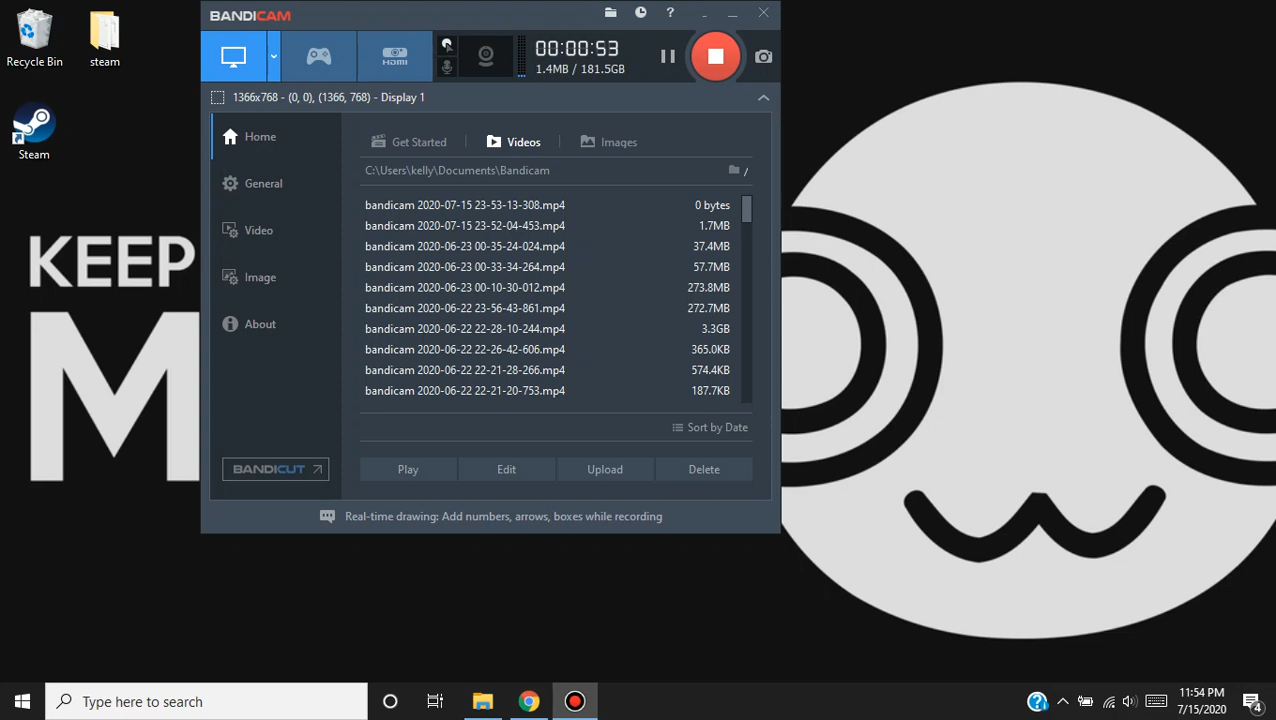 Recycle Bin
steam
Steam
KEEP
M
BANDICAM
?
HDMI
00:00:53
1.4MB / 181.5GB
1366x768 - (0, 0), (1366, 768) - Display 1
Home
General
Video
Image
About
BANDICUT
Get Started
Videos
Images
C:\Users\kelly\Documents\Bandicam
/
bandicam 2020-07-15 23-53-13-308.mp4 0 bytes
bandicam 2020-07-15 23-52-04-453.mp4 1.7MB
bandicam 2020-06-23 00-35-24-024.mp4 37.4MB
bandicam 2020-06-23 00-33-34-264.mp4 57.7MB
bandicam 2020-06-23 00-10-30-012.mp4 273.8MB
bandicam 2020-06-22 23-56-43-861.mp4 272.7MB
bandicam 2020-06-22 22-28-10-244.mp4 3.3GB
bandicam 2020-06-22 22-26-42-606.mp4 365.0KB
bandicam 2020-06-22 22-21-28-266.mp4 574.4KB
bandicam 2020-06-22 22-21-20-753.mp4 187.7KB
Sort by Date
Play Edit Upload Delete
Real-time drawing: Add numbers, arrows, boxes while recording
Type here to search
11:54 PM
7/15/2020
4